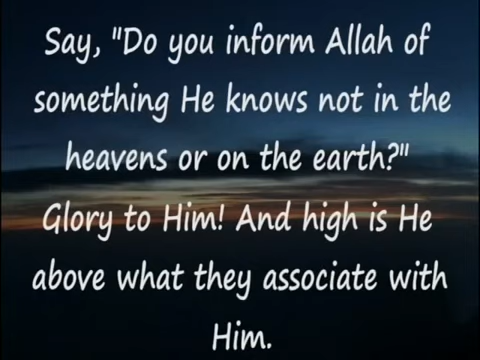 Say, "Do you inform Allah of
something He knows not in the
heavens or on the earth?"
Glory to Him! And high is He
above what they associate with
Him.